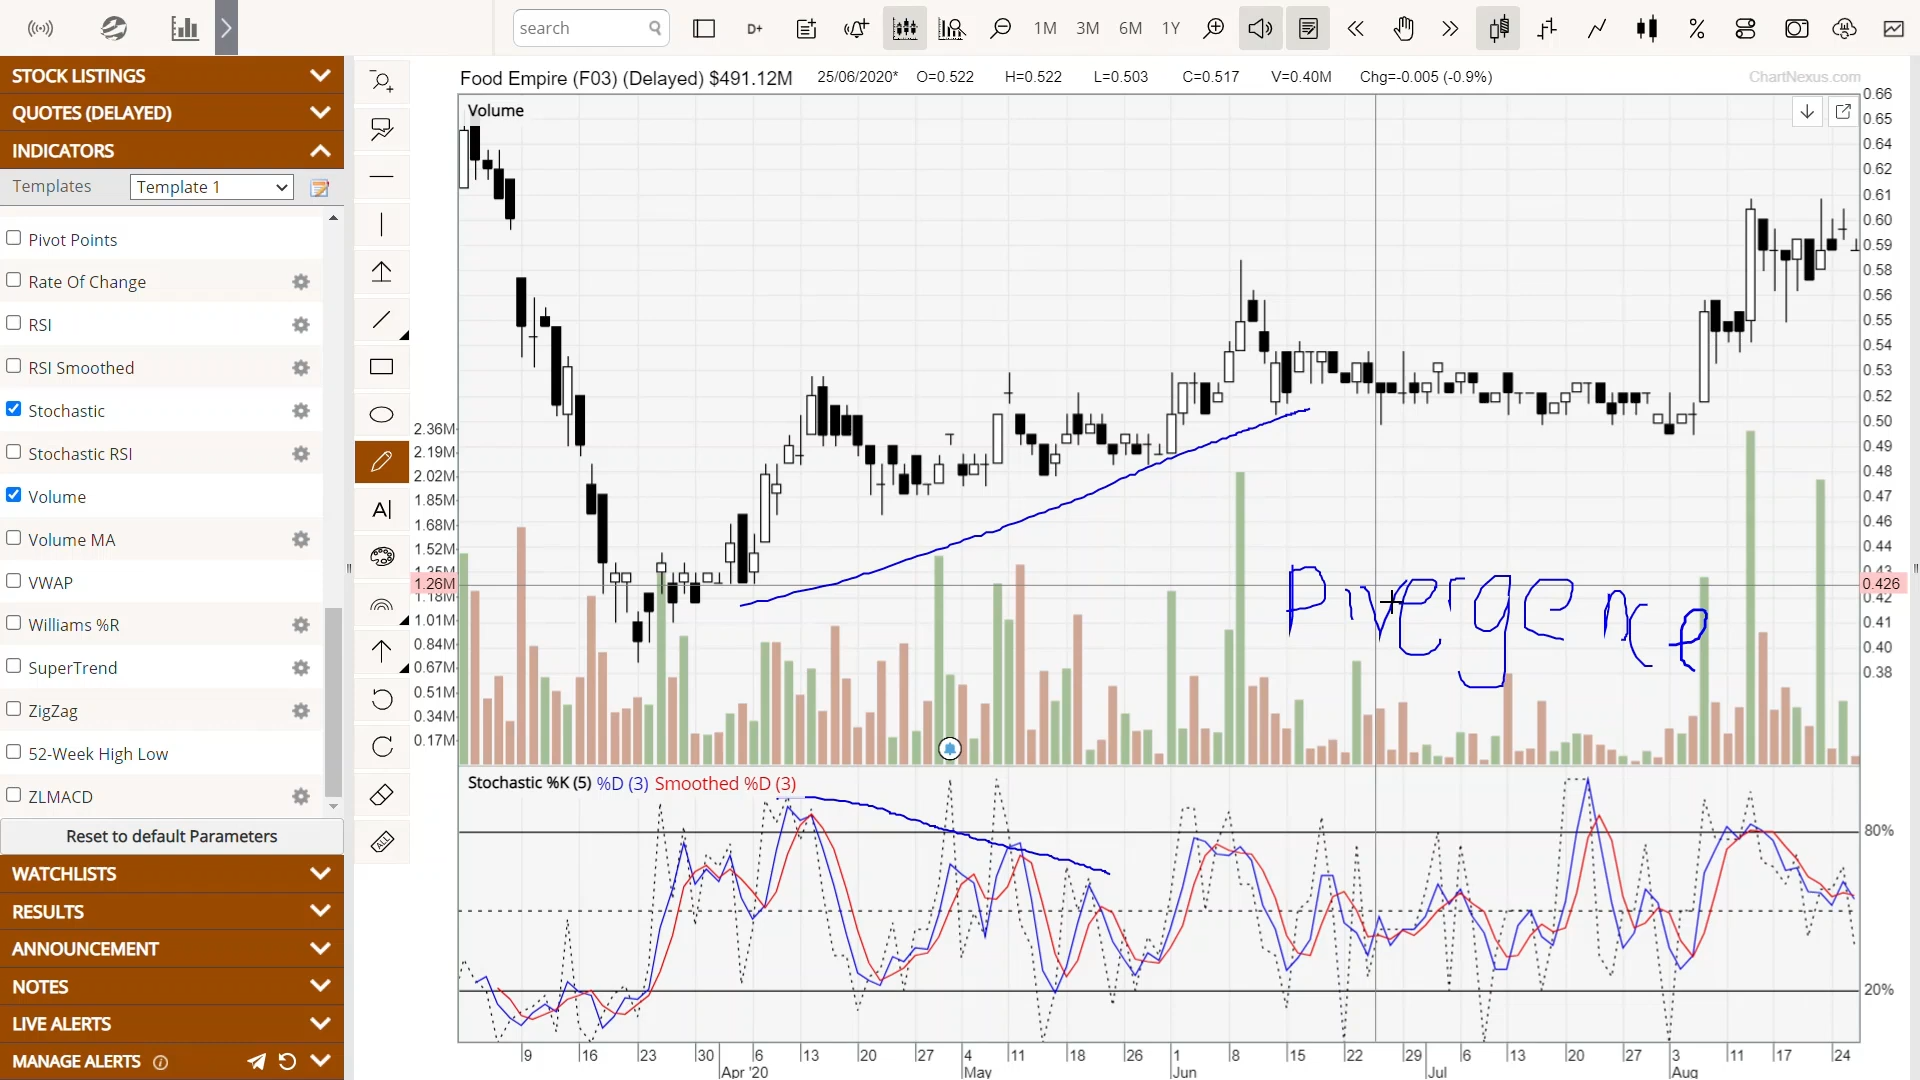 search
D+
1M 3M 6M 1Y
STOCK LISTINGS
QUOTES (DELAYED)
INDICATORS
Templates Template 1
Pivot Points
Rate Of Change
RSI
RSI Smoothed
Stochastic
Stochastic RSI
Volume
Volume MA
VWAP
Williams %R
SuperTrend
ZigZag
52-Week High Low
ZLMACD
Reset to default Parameters
WATCHLISTS
RESULTS
ANNOUNCEMENT
NOTES
LIVE ALERTS
MANAGE ALERTS
A
ALL
Food Empire (F03) (Delayed) $491.12M 25/06/2020* O=0.522 H=0.522 L=0.503 C=0.517 V=0.40M Chg=-0.005 (-0.9%) ChartNexus.com
Volume
2.36M
2.19M
2.02M
1.85M
1.68M
1.52M
1.26M
1.18M
1.01M
0.84M
0.67M
0.51M
0.34M
0.17M
0.66
0.65
0.64
0.62
0.61
0.60
0.59
0.58
0.56
0.55
0.54
0.53
0.52
0.50
0.49
0.48
0.47
0.46
0.44
0.43
0.426
0.42
0.41
0.40
0.38
Divergence
Stochastic %K (5) %D (3) Smoothed %D (3)
80%
20%
9 16 23 30 6 13 20 27 4 11 18 26 1 8 15 22 29 6 13 20 27 3 11 17 24
Apr '20 May Jun Jul Aug